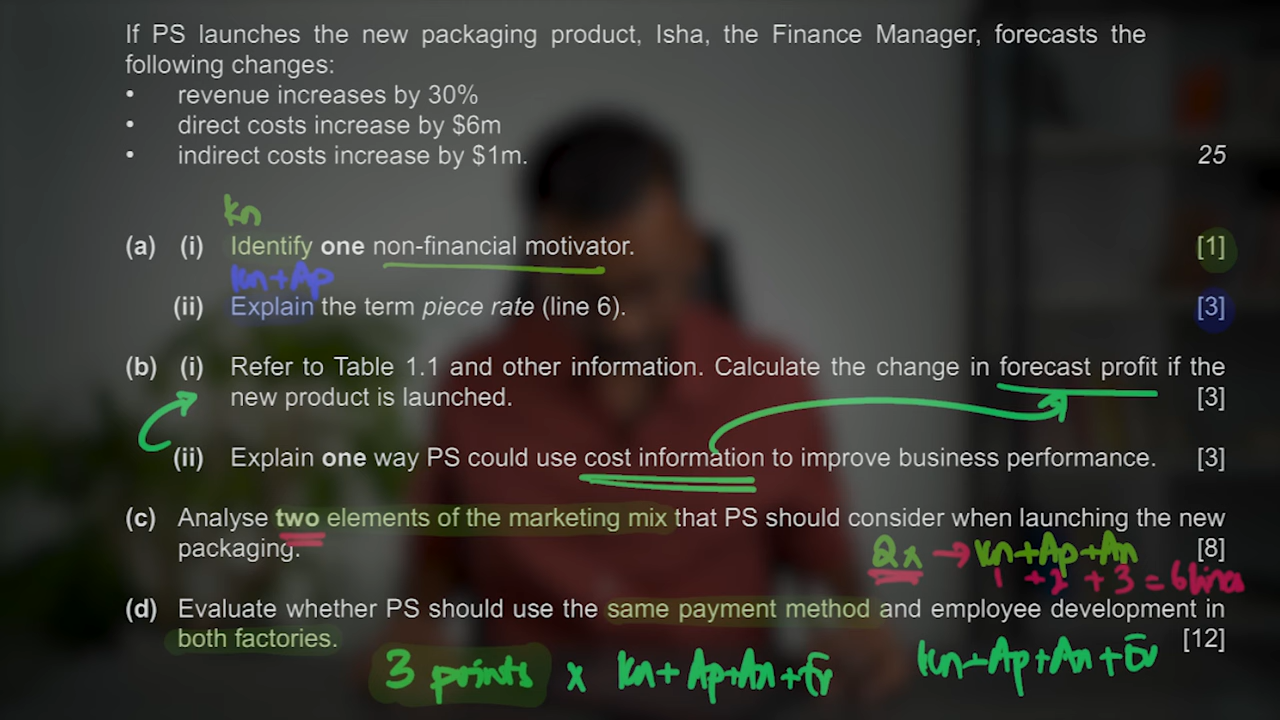 If PS launches the new packaging product, Isha, the Finance Manager, forecasts the
following changes:
• revenue increases by 30%
• direct costs increase by $6m
• indirect costs increase by $1m. 25
kn
(a) (i) Identify one non-financial motivator. [1]
kn+Ap
(ii) Explain the term piece rate (line 6). [3]
(b) (i) Refer to Table 1.1 and other information. Calculate the change in forecast profit if the
new product is launched. [3]
(ii) Explain one way PS could use cost information to improve business performance. [3]
(c) Analyse two elements of the marketing mix that PS should consider when launching the new
packaging. [8]
2x → kn+Ap+An
1 + 2 + 3 = 6 lines
(d) Evaluate whether PS should use the same payment method and employee development in
both factories. [12]
3 points x kn+Ap+An+Ev
kn+Ap+An+Ev